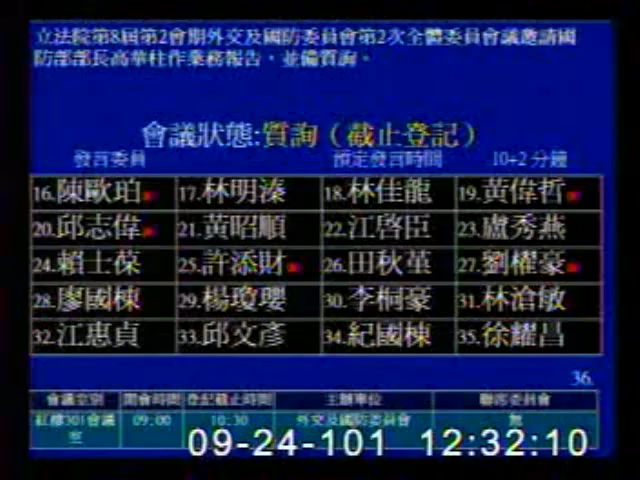 立法院第8屆第2會期外交及國防委員會第2次全體委員會議邀請國
防部部長高華柱作業務報告，並備質詢。
會議狀態:質詢（截止登記）
發言委員 預定發言時間 10+2 分鐘
16.陳歐珀 17.林明溱 18.林佳龍 19.黃偉哲
20.邱志偉 21.黃昭順 22.江啓臣 23.盧秀燕
24.賴士葆 25.許添財 26.田秋堇 27.劉櫂豪
28.廖國棟 29.楊瓊瓔 30.李桐豪 31.林滄敏
32.江惠貞 33.邱文彥 34.紀國棟 35.徐耀昌
36.
會議室別 開會時間 登記截止時間 主辦單位 聯席委員會
紅樓301會議室 09:00 10:30 外交及國防委員會 無
09-24-101 12:32:10